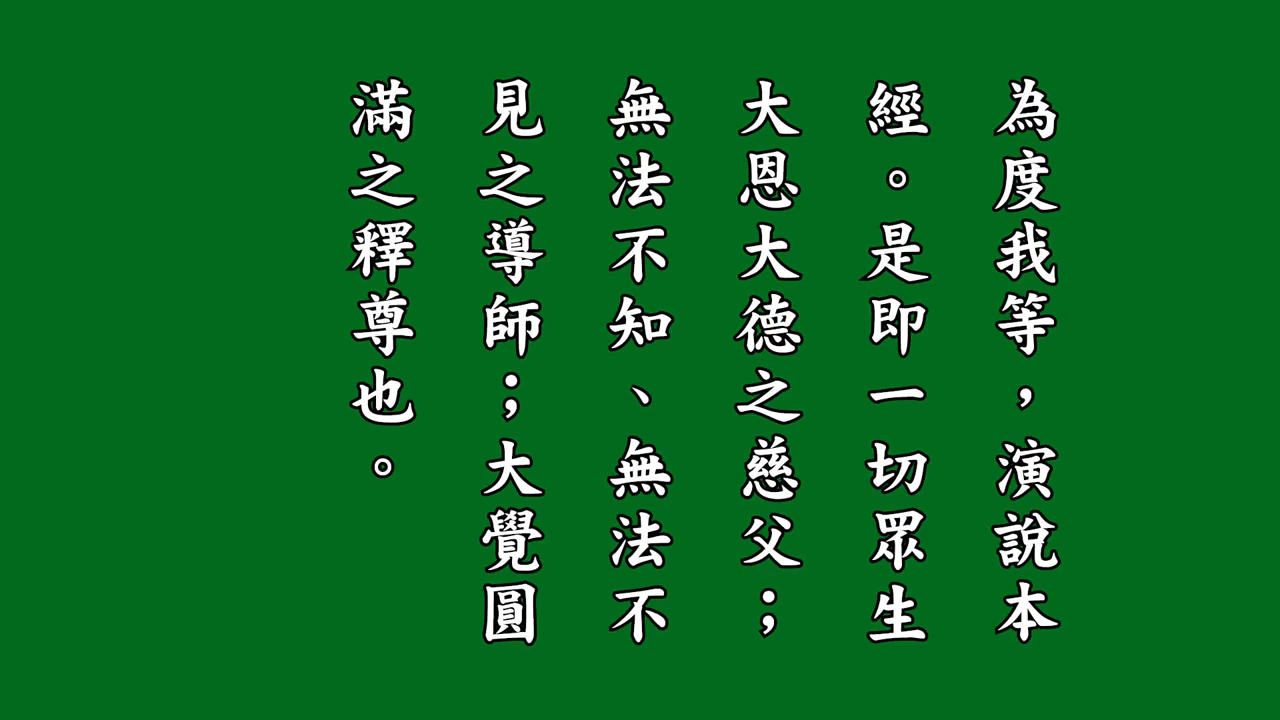 為度我等，演說本
經。是即一切眾生
大恩大德之慈父；
無法不知、無法不
見之導師；大覺圓
滿之釋尊也。